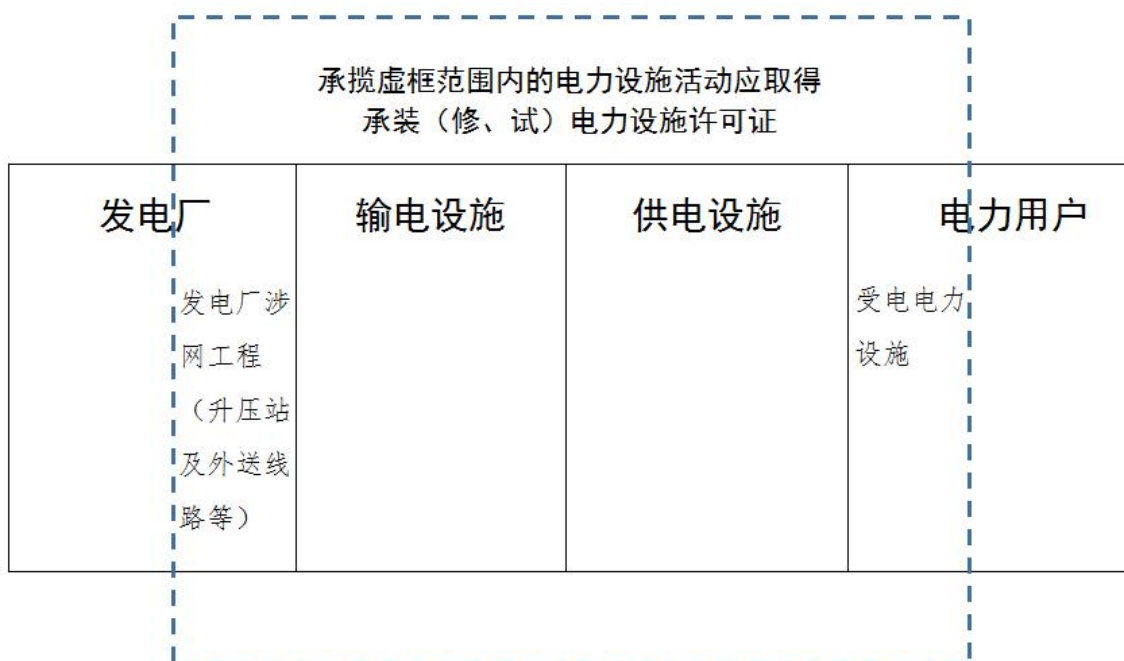 承揽虚框范围内的电力设施活动应取得
承装（修、试）电力设施许可证
发电厂
输电设施
供电设施
电力用户
发电厂涉
网工程
（升压站
及外送线
路等）
受电电力
设施